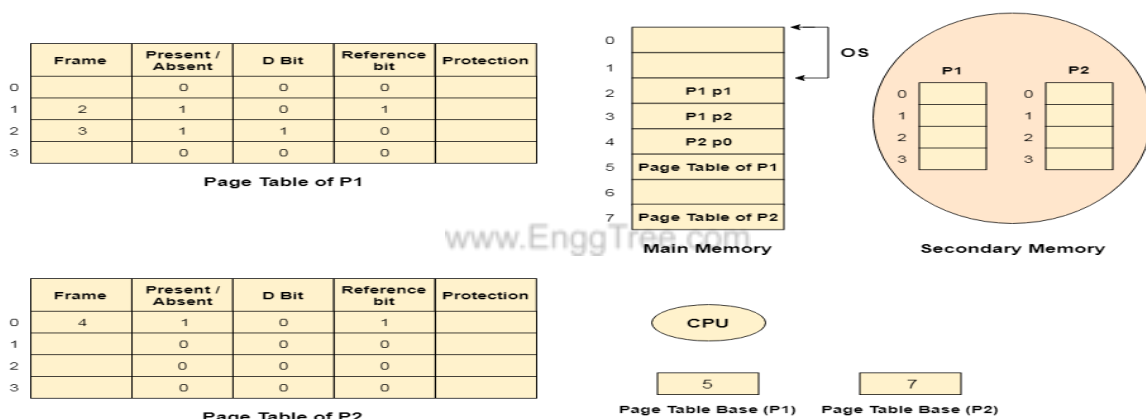 Frame Present / Absent D Bit Reference bit Protection
0 0 0 0
1 2 1 0 1
2 3 1 1 0
3 0 0 0
Page Table of P1
0
1
OS
2 P1 p1
3 P1 p2
4 P2 p0
5 Page Table of P1
6
7 Page Table of P2
Main Memory
P1 P2
0 0
1 1
2 2
3 3
Secondary Memory
www.EnggTree.com
Frame Present / Absent D Bit Reference bit Protection
0 4 1 0 1
1 0 0 0
2 0 0 0
3 0 0 0
Page Table of P2
CPU
5 7
Page Table Base (P1) Page Table Base (P2)